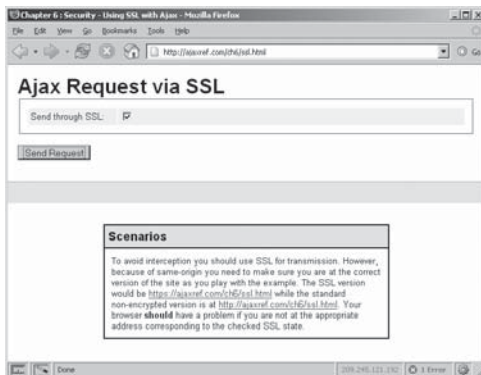 Chapter 6 : Security - Using SSL with Ajax - Mozilla Firefox
File Edit View Go Bookmarks Tools Help
http://ajaxref.com/ch6/ssl.html Go
Ajax Request via SSL
Send through SSL:
Send Request
Scenarios
To avoid interception you should use SSL for transmission. However,
because of same-origin you need to make sure you are at the correct
version of the site as you play with the example. The SSL version
would be https://ajaxref.com/ch6/ssl.html while the standard
non-encrypted version is at http://ajaxref.com/ch6/ssl.html. Your
browser should have a problem if you are not at the appropriate
address corresponding to the checked SSL state.
Done 1 Error